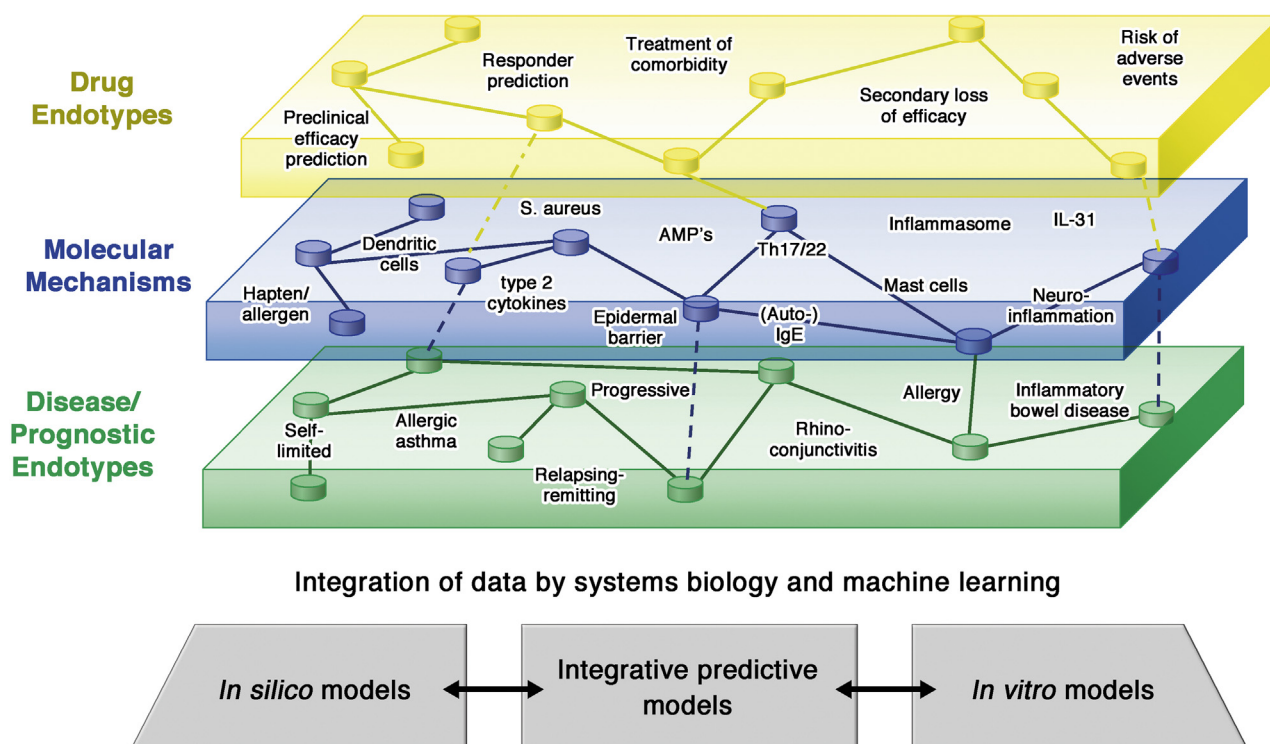 Drug
Endotypes
Preclinical
efficacy
prediction
Responder
prediction
Treatment of
comorbidity
Secondary loss
of efficacy
Risk of
adverse
events
Molecular
Mechanisms
Hapten/
allergen
Dendritic
cells
S. aureus
type 2
cytokines
AMP's
Epidermal
barrier
Th17/22
(Auto-)
IgE
Inflammasome
Mast cells
IL-31
Neuro-
inflammation
Disease/
Prognostic
Endotypes
Self-
limited
Allergic
asthma
Progressive
Relapsing-
remitting
Rhino-
conjunctivitis
Allergy
Inflammatory
bowel disease
Integration of data by systems biology and machine learning
In silico models
Integrative predictive
models
In vitro models